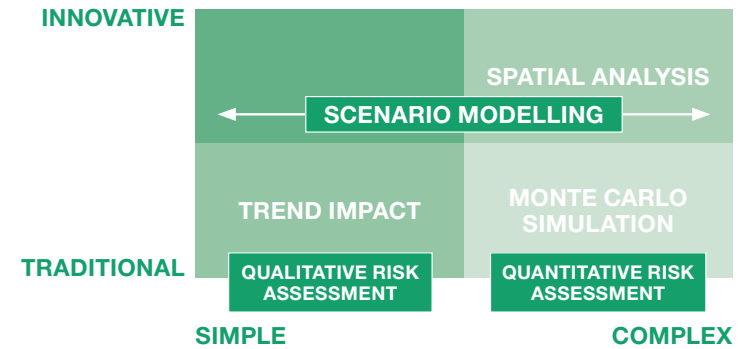 INNOVATIVE
SPATIAL ANALYSIS
SCENARIO MODELLING
TREND IMPACT
MONTE CARLO
SIMULATION
TRADITIONAL
QUALITATIVE RISK
ASSESSMENT
QUANTITATIVE RISK
ASSESSMENT
SIMPLE
COMPLEX